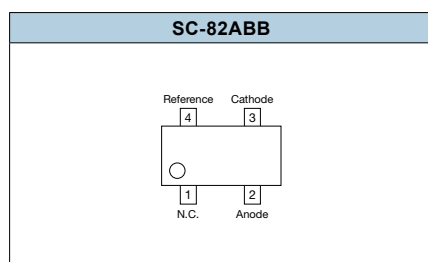 SC-82ABB
Reference Cathode
4 3
1 2
N.C. Anode